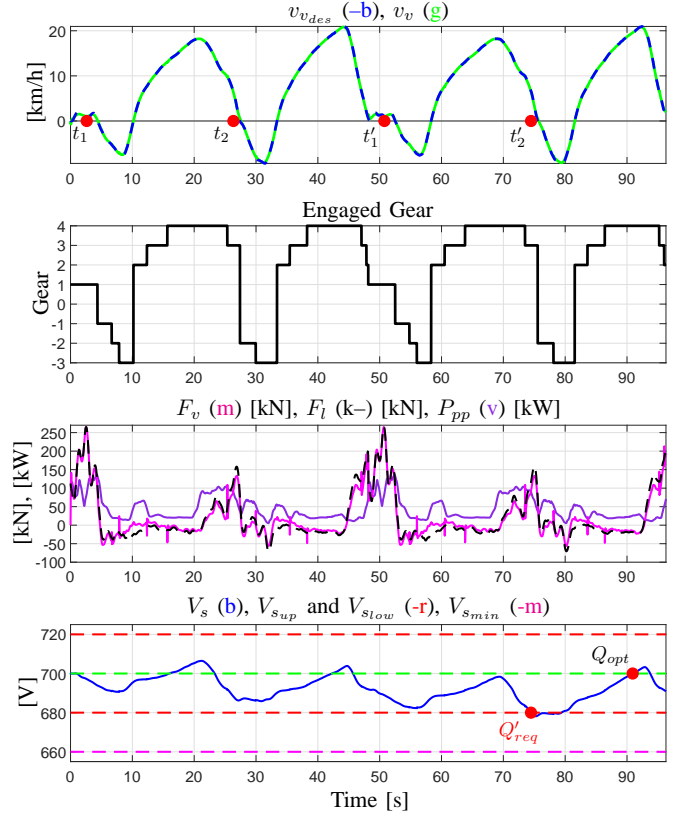 v_{v_{des}} (–b), v_v (g)
20
10
0
[km/h]
t_1
t_2
t'_1
t'_2
0 10 20 30 40 50 60 70 80 90
Engaged Gear
4
3
2
1
-1
-2
-3
Gear
0 10 20 30 40 50 60 70 80 90
F_v (m) [kN], F_l (k–) [kN], P_{pp} (v) [kW]
250
200
150
100
50
0
-50
-100
[kN], [kW]
0 10 20 30 40 50 60 70 80 90
V_s (b), V_{s_{up}} and V_{s_{low}} (-r), V_{s_{min}} (-m)
720
700
680
660
[V]
Q_{opt}
Q'_{req}
0 10 20 30 40 50 60 70 80 90
Time [s]